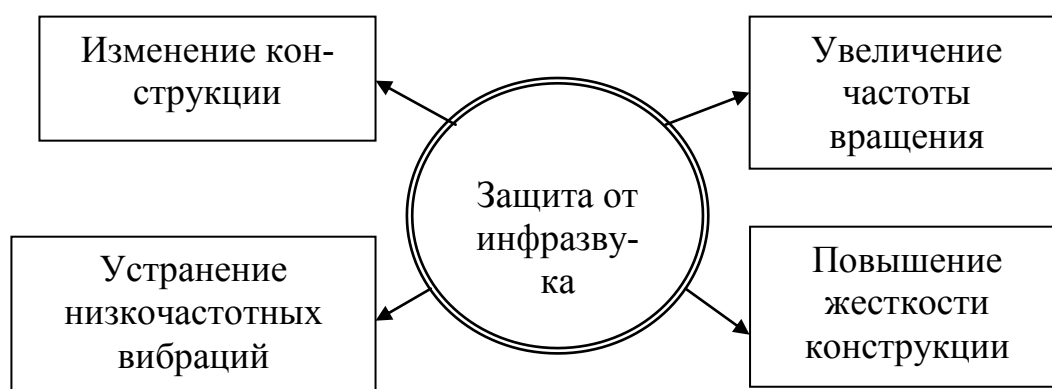 Изменение кон-
струкции
Увеличение
частоты
вращения
Защита от
инфразву-
ка
Устранение
низкочастотных
вибраций
Повышение
жесткости
конструкции